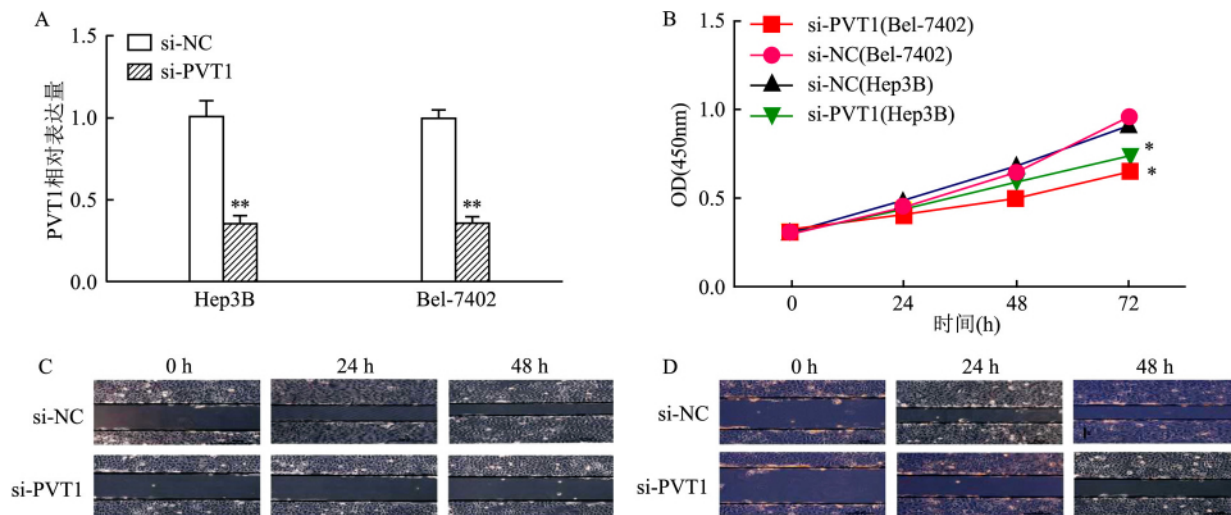 A
si-NC
si-PVT1
PVT1相对表达量
1.5
1.0
0.5
0.0
**
**
Hep3B
Bel-7402
B
si-PVT1(Bel-7402)
si-NC(Bel-7402)
si-NC(Hep3B)
si-PVT1(Hep3B)
OD(450nm)
1.5
1.0
0.5
0.0
*
*
0 24 48 72
时间(h)
C
0 h 24 h 48 h
si-NC
si-PVT1
D
0 h 24 h 48 h
si-NC
si-PVT1